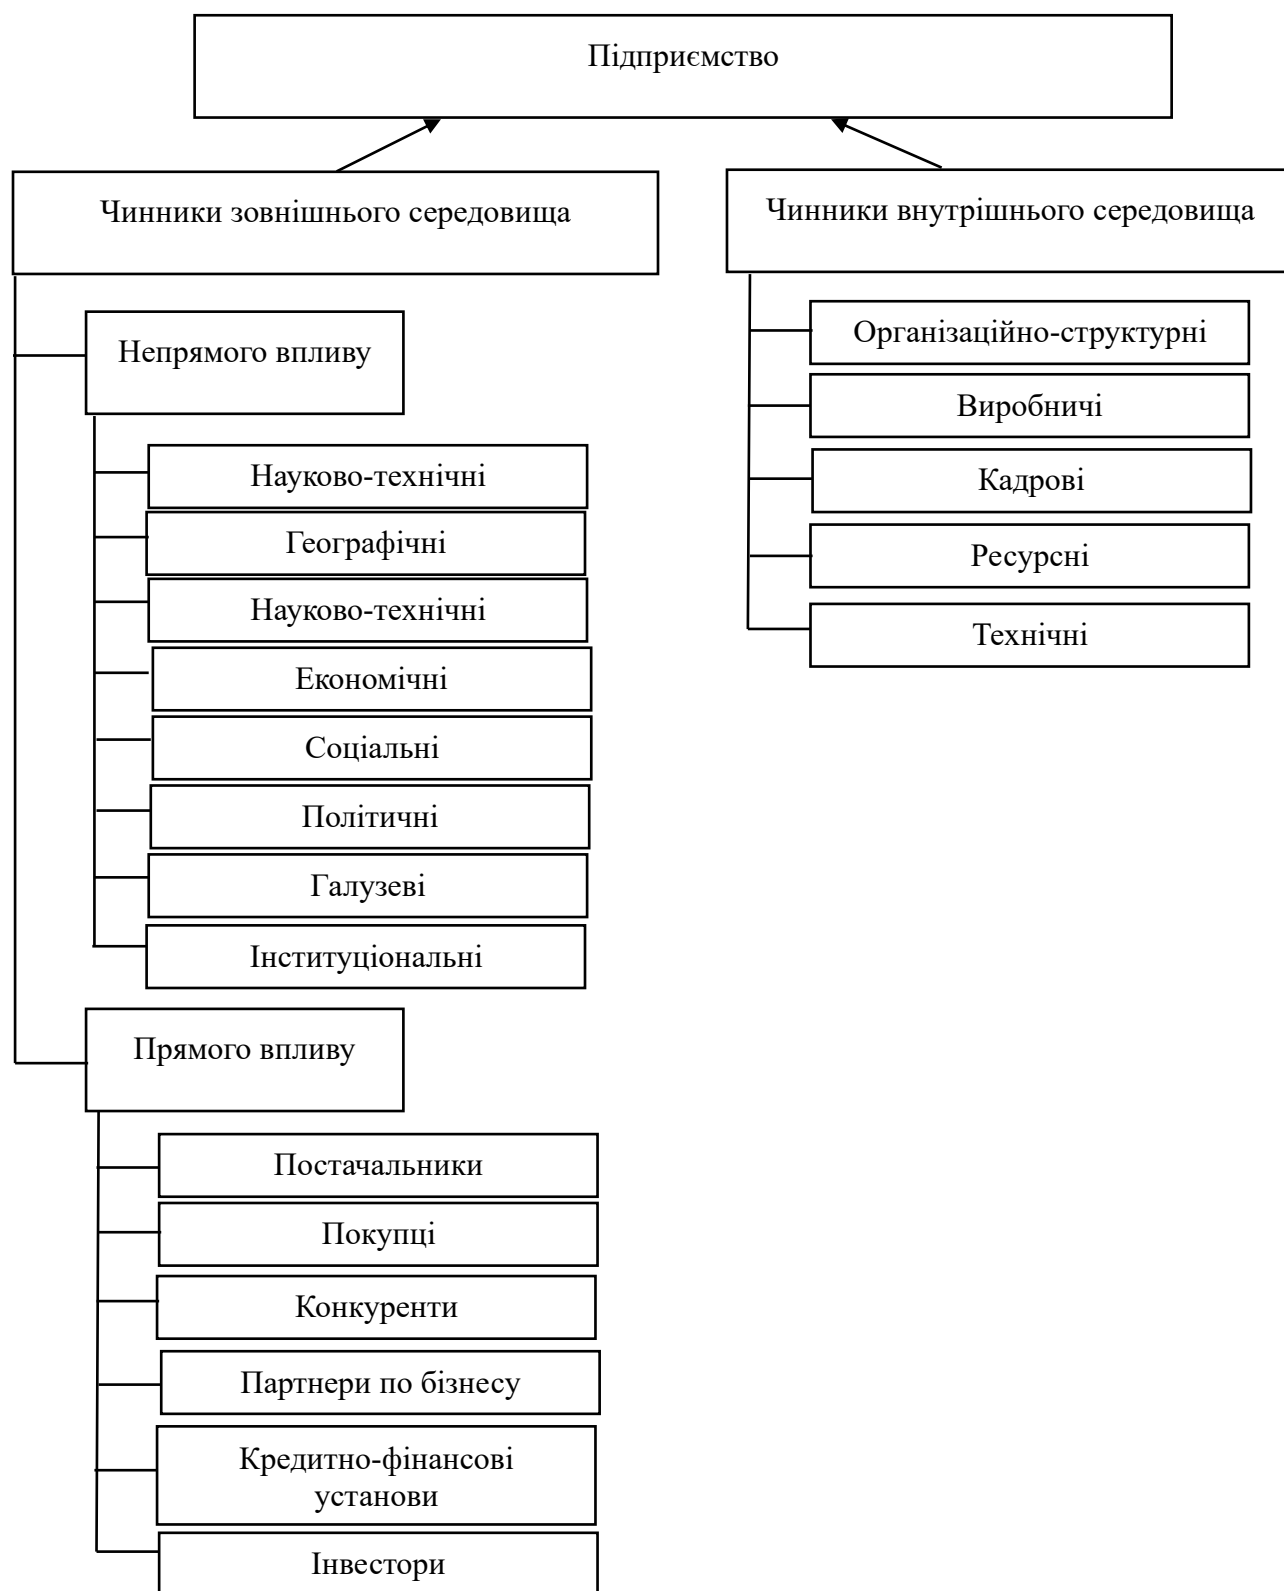 Підприємство
Чинники зовнішнього середовища
Чинники внутрішнього середовища
Непрямого впливу
Науково-технічні
Географічні
Науково-технічні
Економічні
Соціальні
Політичні
Галузеві
Інституціональні
Прямого впливу
Постачальники
Покупці
Конкуренти
Партнери по бізнесу
Кредитно-фінансові
установи
Інвестори
Організаційно-структурні
Виробничі
Кадрові
Ресурсні
Технічні